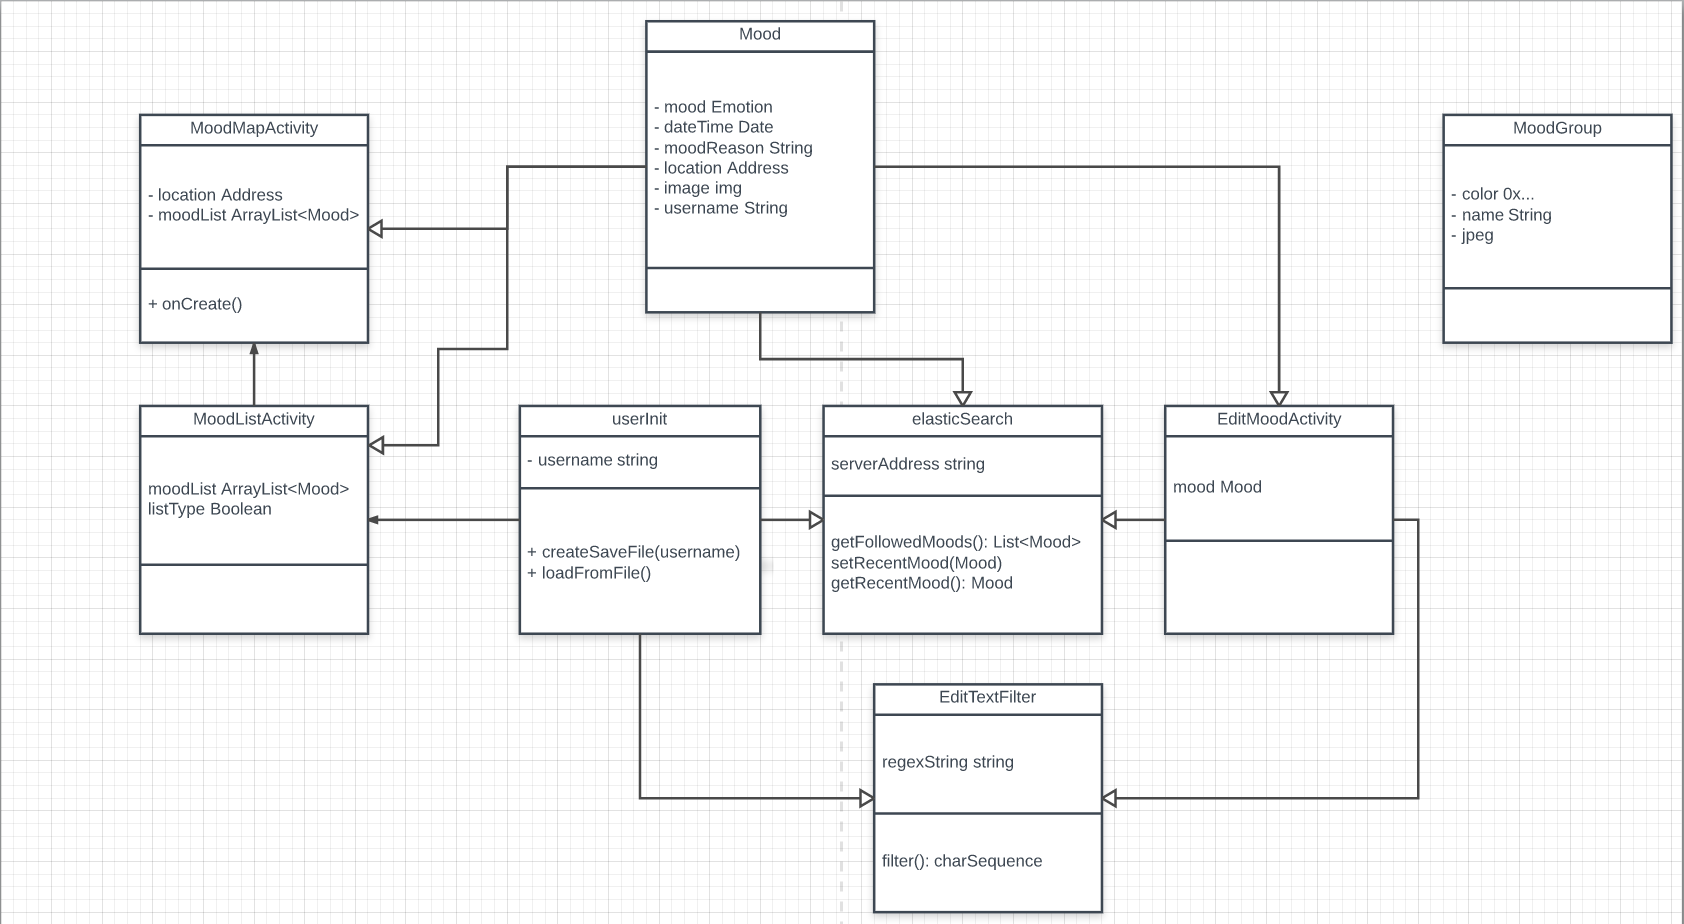 Mood
- mood Emotion
- dateTime Date
- moodReason String
- location Address
- image img
- username String
MoodMapActivity
- location Address
- moodList ArrayList<Mood>
+ onCreate()
MoodGroup
- color 0x...
- name String
- jpeg
MoodListActivity
moodList ArrayList<Mood>
listType Boolean
userInit
- username string
+ createSaveFile(username)
+ loadFromFile()
elasticSearch
serverAddress string
getFollowedMoods(): List<Mood>
setRecentMood(Mood)
getRecentMood(): Mood
EditMoodActivity
mood Mood
EditTextFilter
regexString string
filter(): charSequence